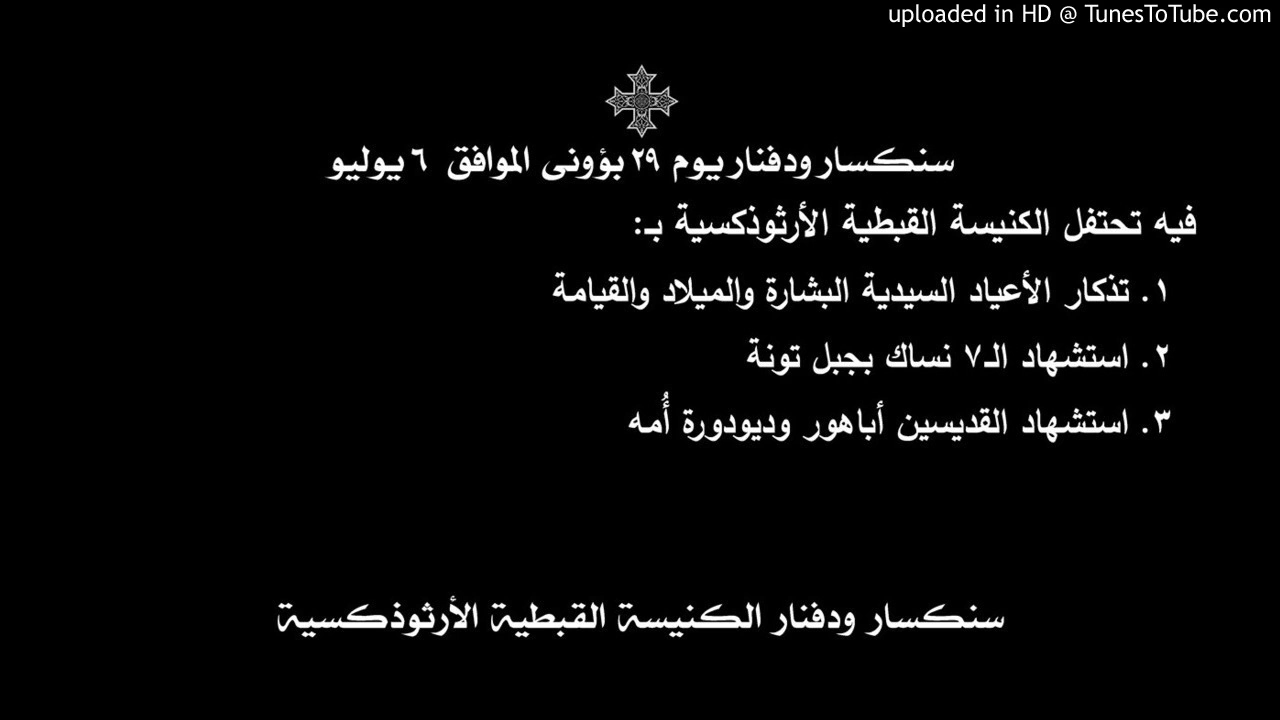 uploaded in HD @ TunesToTube.com
سنكسار ودفنار يوم ٢٩ بؤونى الموافق ٦ يوليو
فيه تحتفل الكنيسة القبطية الأرثوذكسية بـ:
١. تذكار الأعياد السيدية البشارة والميلاد والقيامة
٢. استشهاد الـ٧ نساك بجبل تونة
٣. استشهاد القديسين أباهور وديودورة أُمه
سنكسار ودفنار الكنيسة القبطية الأرثوذكسية